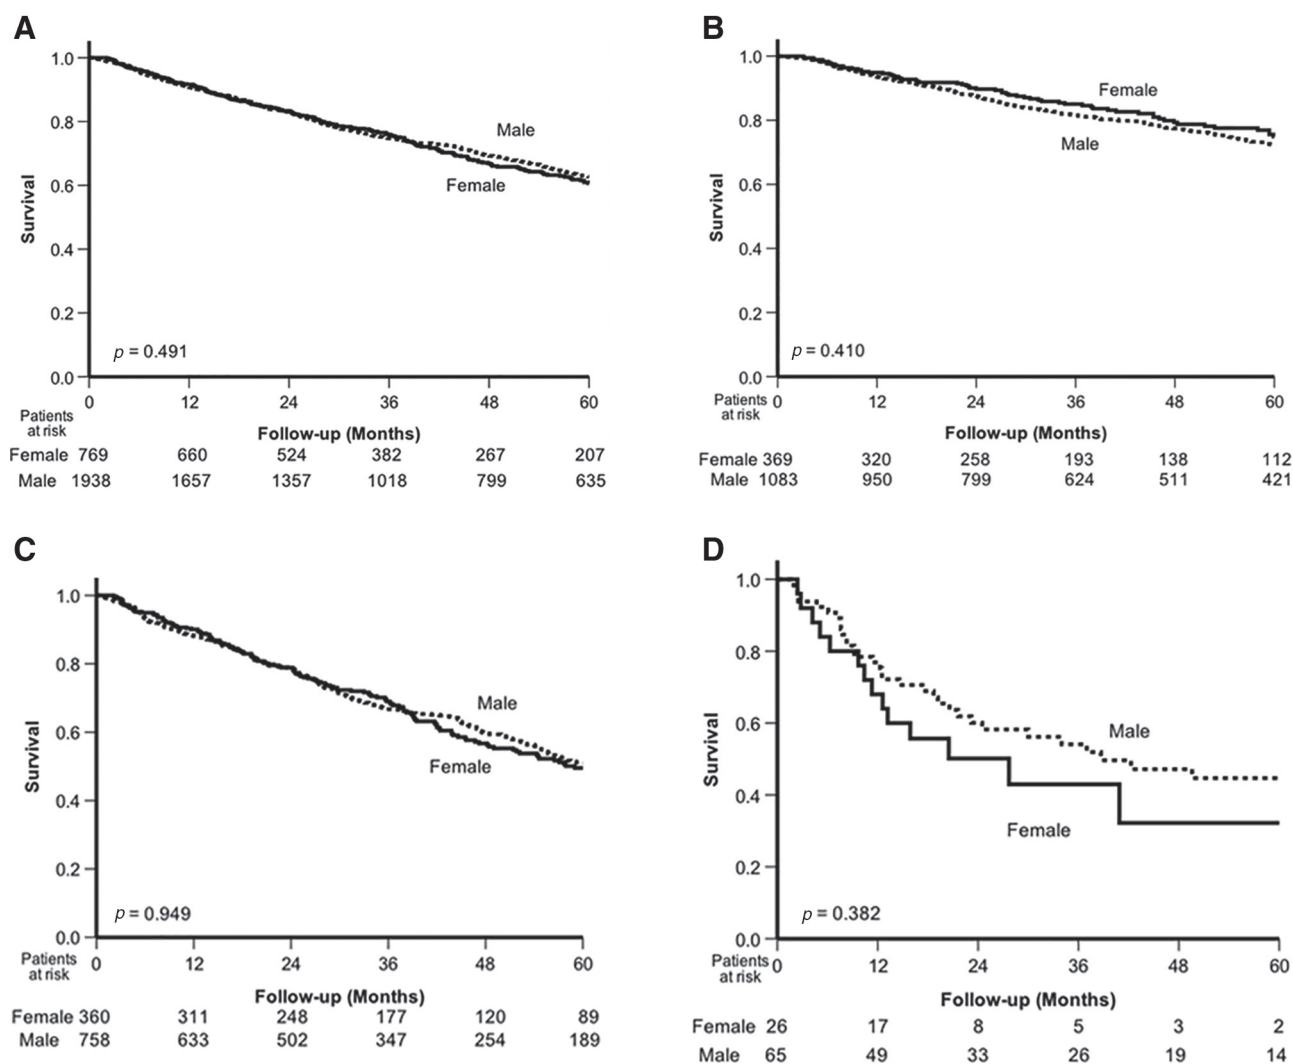 A
1.0
0.8
0.6
0.4
0.2
0.0
Survival
Male
Female
p = 0.491
0 12 24 36 48 60
Patients
at risk
Follow-up (Months)
Female 769 660 524 382 267 207
Male 1938 1657 1357 1018 799 635
B
1.0
0.8
0.6
0.4
0.2
0.0
Survival
Female
Male
p = 0.410
0 12 24 36 48 60
Patients
at risk
Follow-up (Months)
Female 369 320 258 193 138 112
Male 1083 950 799 624 511 421
C
1.0
0.8
0.6
0.4
0.2
0.0
Survival
Male
Female
p = 0.949
0 12 24 36 48 60
Patients
at risk
Follow-up (Months)
Female 360 311 248 177 120 89
Male 758 633 502 347 254 189
D
1.0
0.8
0.6
0.4
0.2
0.0
Survival
Male
Female
p = 0.382
0 12 24 36 48 60
Patients
at risk
Follow-up (Months)
Female 26 17 8 5 3 2
Male 65 49 33 26 19 14